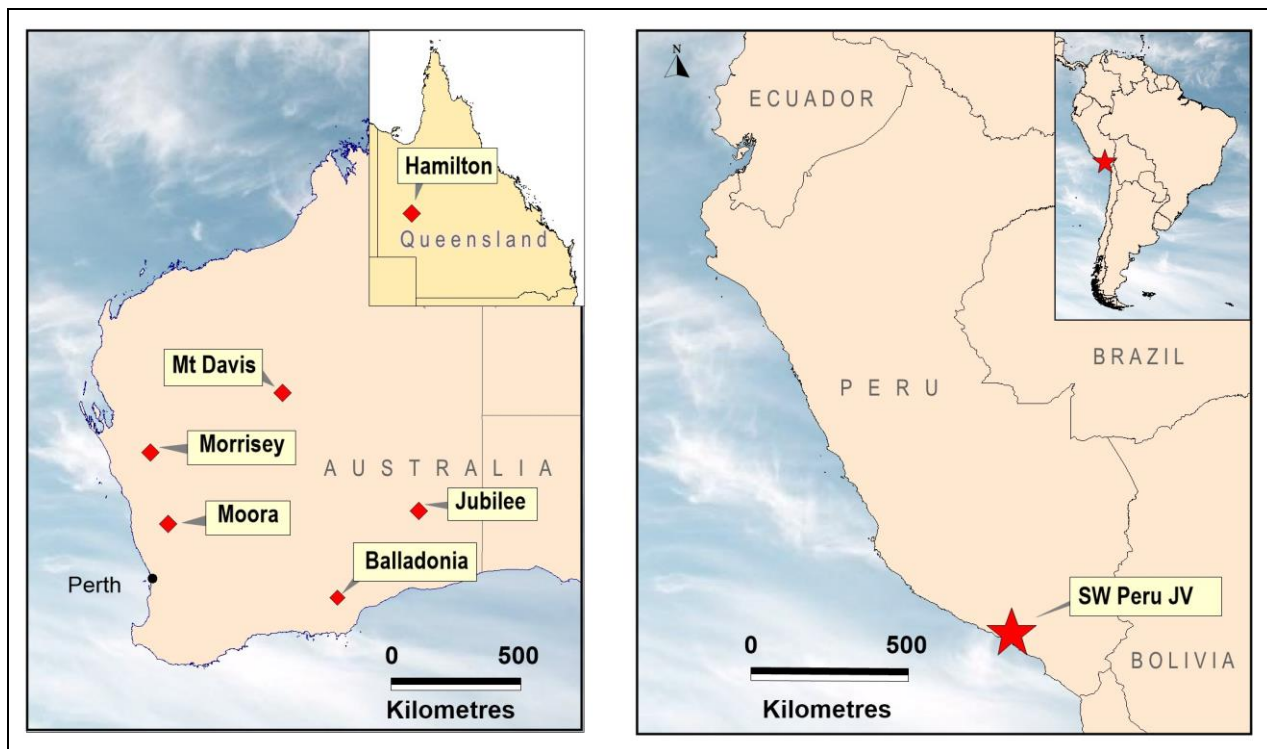 Hamilton
Queensland
Mt Davis
Morrisey
AUSTRALIA
Jubilee
Moora
Balladonia
Perth
0 500
Kilometres
N
ECUADOR
BRAZIL
PERU
SW Peru JV
0 500
BOLIVIA
Kilometres